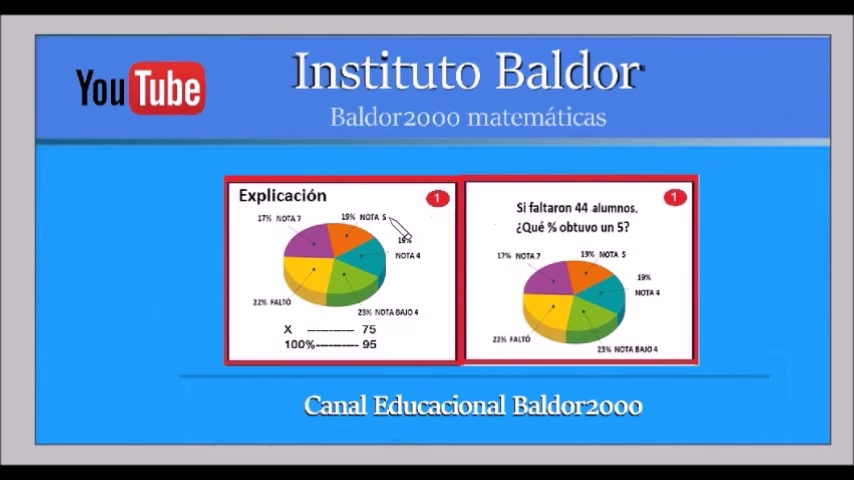 YouTube
Instituto Baldor
Baldor2000 matemáticas
Explicación
1
17% NOTA 7
19% NOTA 5
19%
NOTA 4
22% FALTÓ
23% NOTA BAJO 4
X ---------- 75
100%---------- 95
1
Si faltaron 44 alumnos,
¿Qué % obtuvo un 5?
17% NOTA 7
19% NOTA 5
19%
NOTA 4
22% FALTÓ
23% NOTA BAJO 4
Canal Educacional Baldor2000